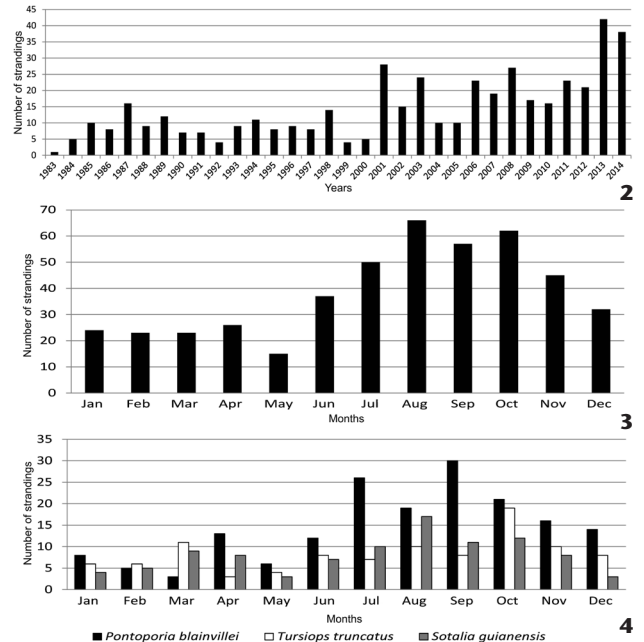 45
40
35
30
25
20
15
10
5
0
Number of strandings
1983 1984 1985 1986 1987 1988 1989 1990 1991 1992 1993 1994 1995 1996 1997 1998 1999 2000 2001 2002 2003 2004 2005 2006 2007 2008 2009 2010 2011 2012 2013 2014
Years
2
70
60
50
40
30
20
10
0
Number of strandings
Jan Feb Mar Apr May Jun Jul Aug Sep Oct Nov Dec
Months
3
35
30
25
20
15
10
5
0
Number of strandings
Jan Feb Mar Apr May Jun Jul Aug Sep Oct Nov Dec
Months
4
Pontoporia blainvillei Tursiops truncatus Sotalia guianensis